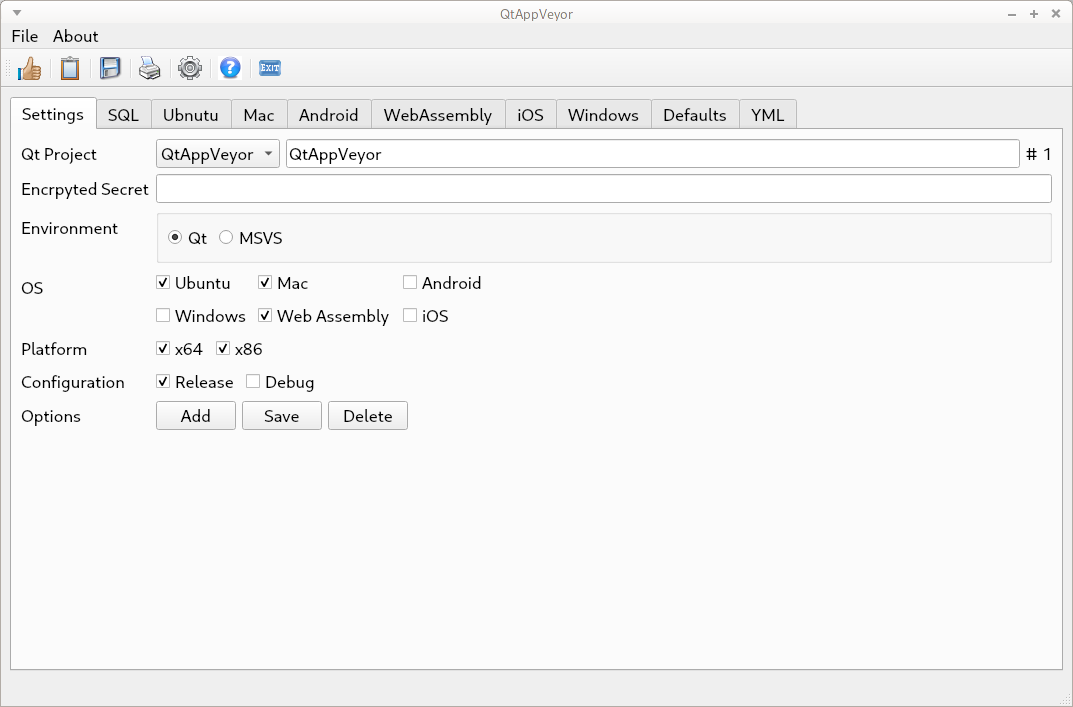 QtAppVeyor
File About
EXIT
Settings SQL Ubnutu Mac Android WebAssembly iOS Windows Defaults YML
Qt Project QtAppVeyor QtAppVeyor # 1
Encrpyted Secret
Environment Qt MSVS
OS Ubuntu Mac Android
Windows Web Assembly iOS
Platform x64 x86
Configuration Release Debug
Options Add Save Delete